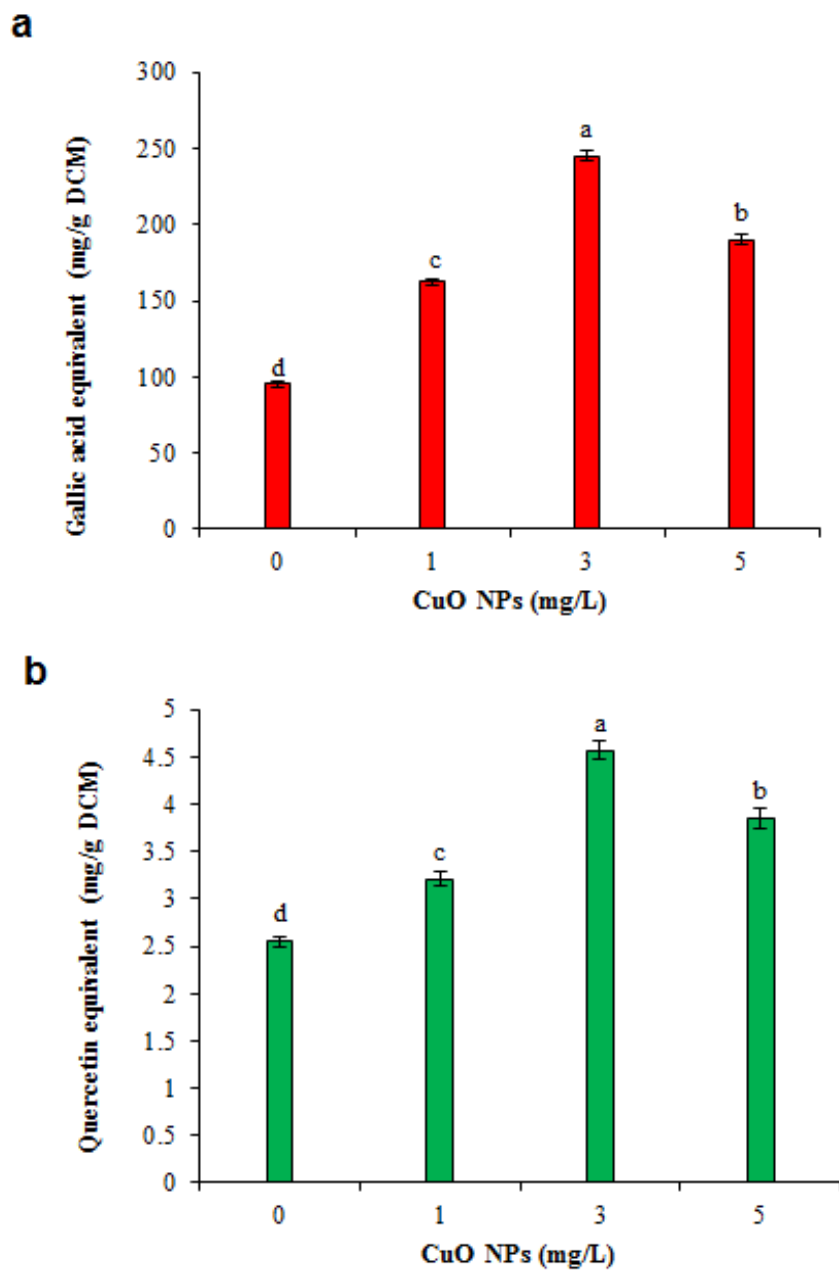 a
300
250
200
150
100
50
0
Gallic acid equivalent (mg/g DCM)
d
c
a
b
0 1 3 5
CuO NPs (mg/L)
b
5
4.5
4
3.5
3
2.5
2
1.5
1
0.5
0
Quercetin equivalent (mg/g DCM)
d
c
a
b
0 1 3 5
CuO NPs (mg/L)